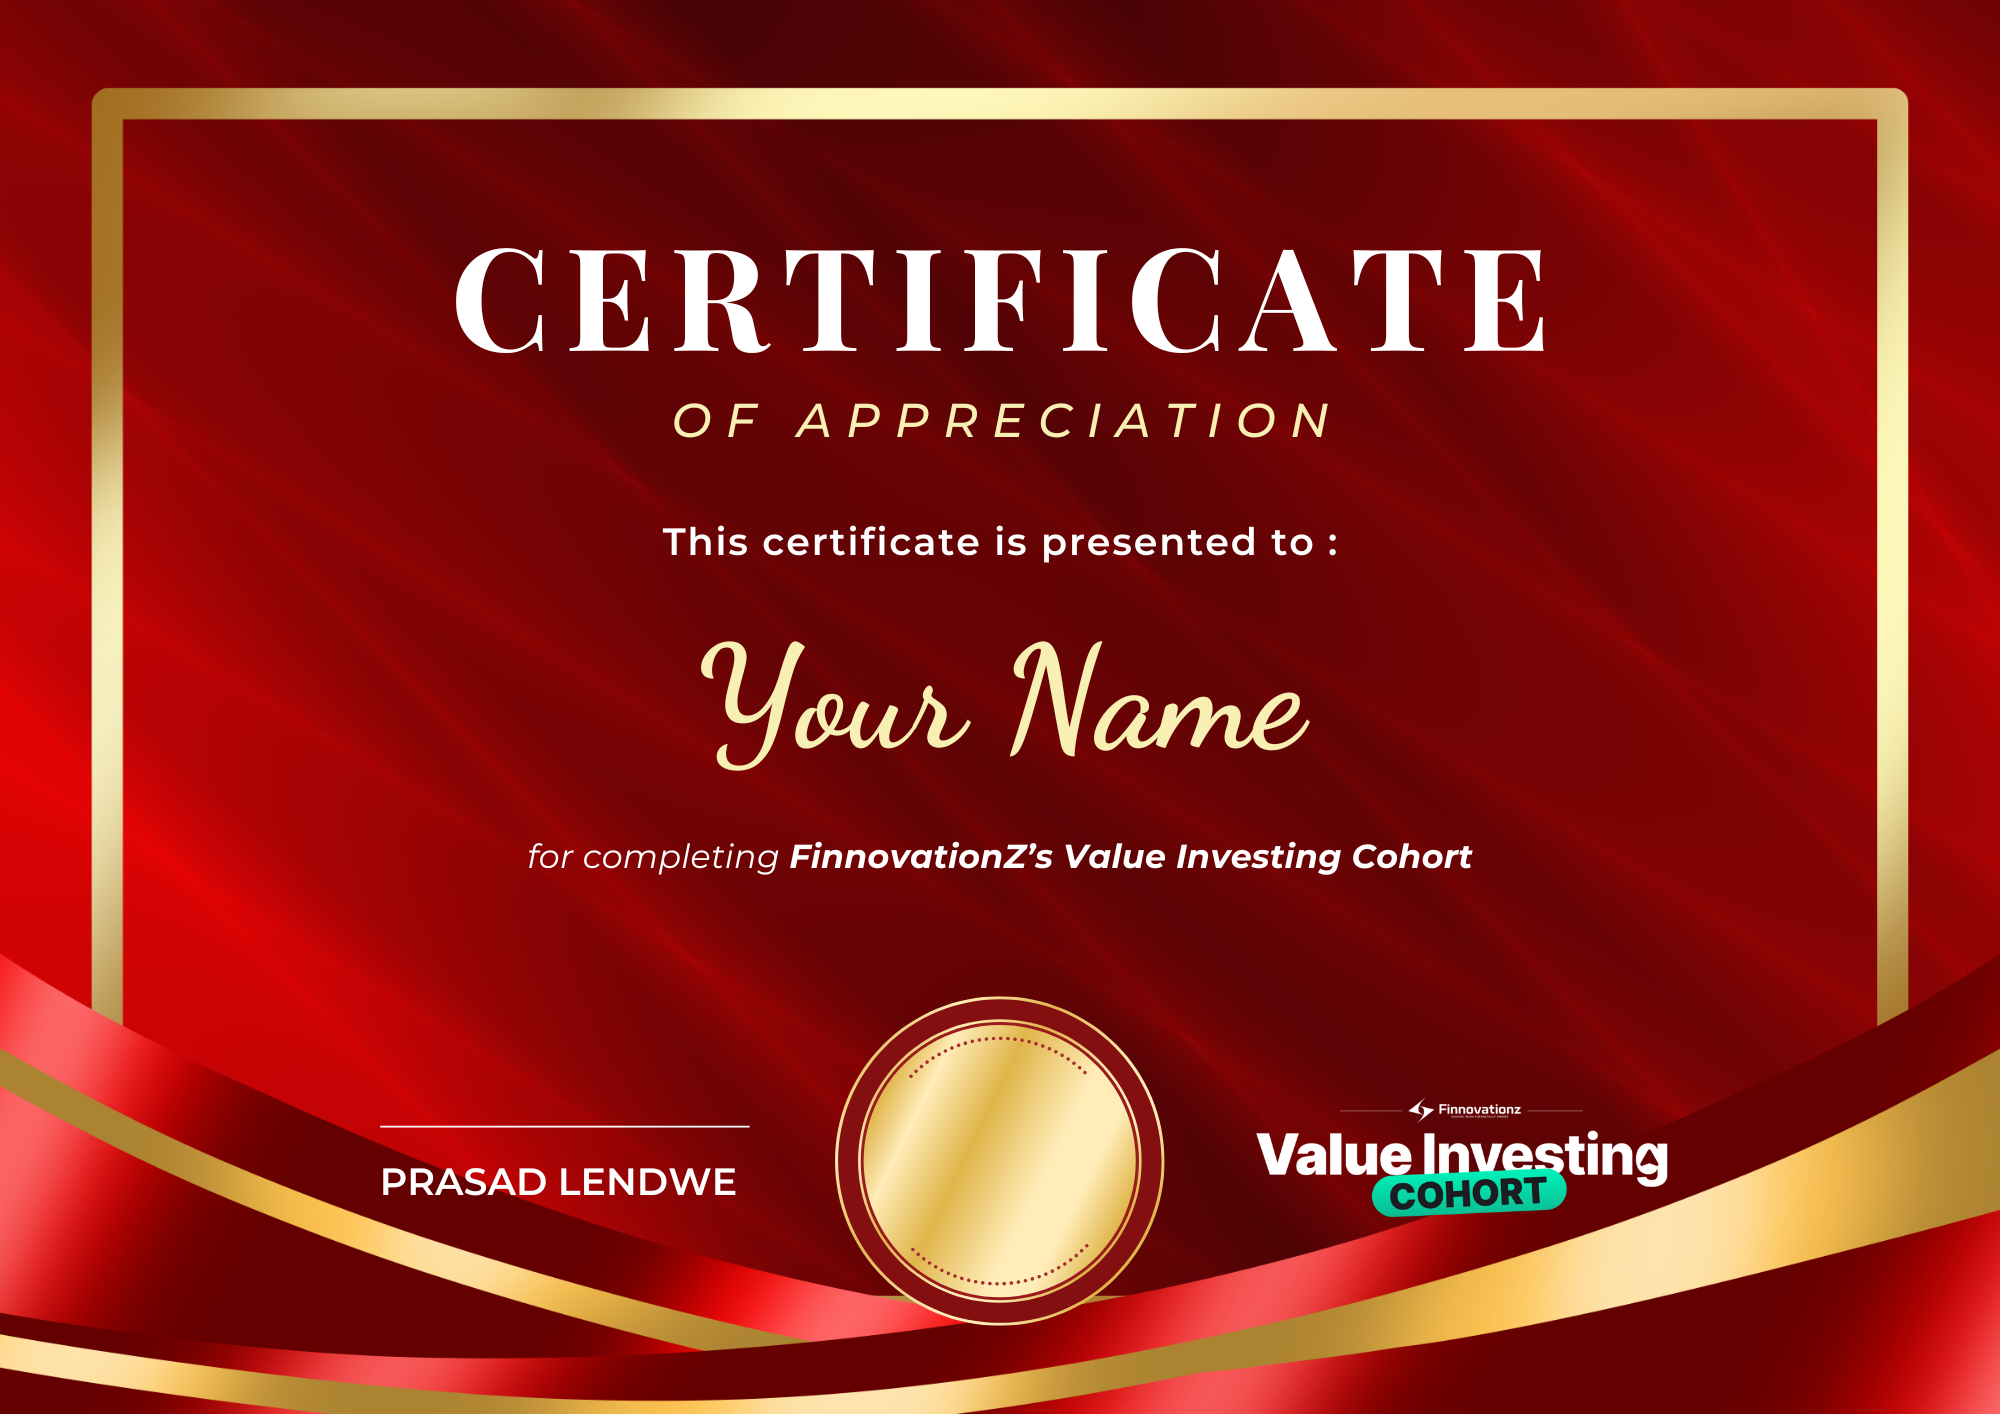 CERTIFICATE
OF APPRECIATION
This certificate is presented to :
Your Name
for completing FinnovationZ’s Value Investing Cohort
PRASAD LENDWE
Finnovationz
Value Investing
COHORT